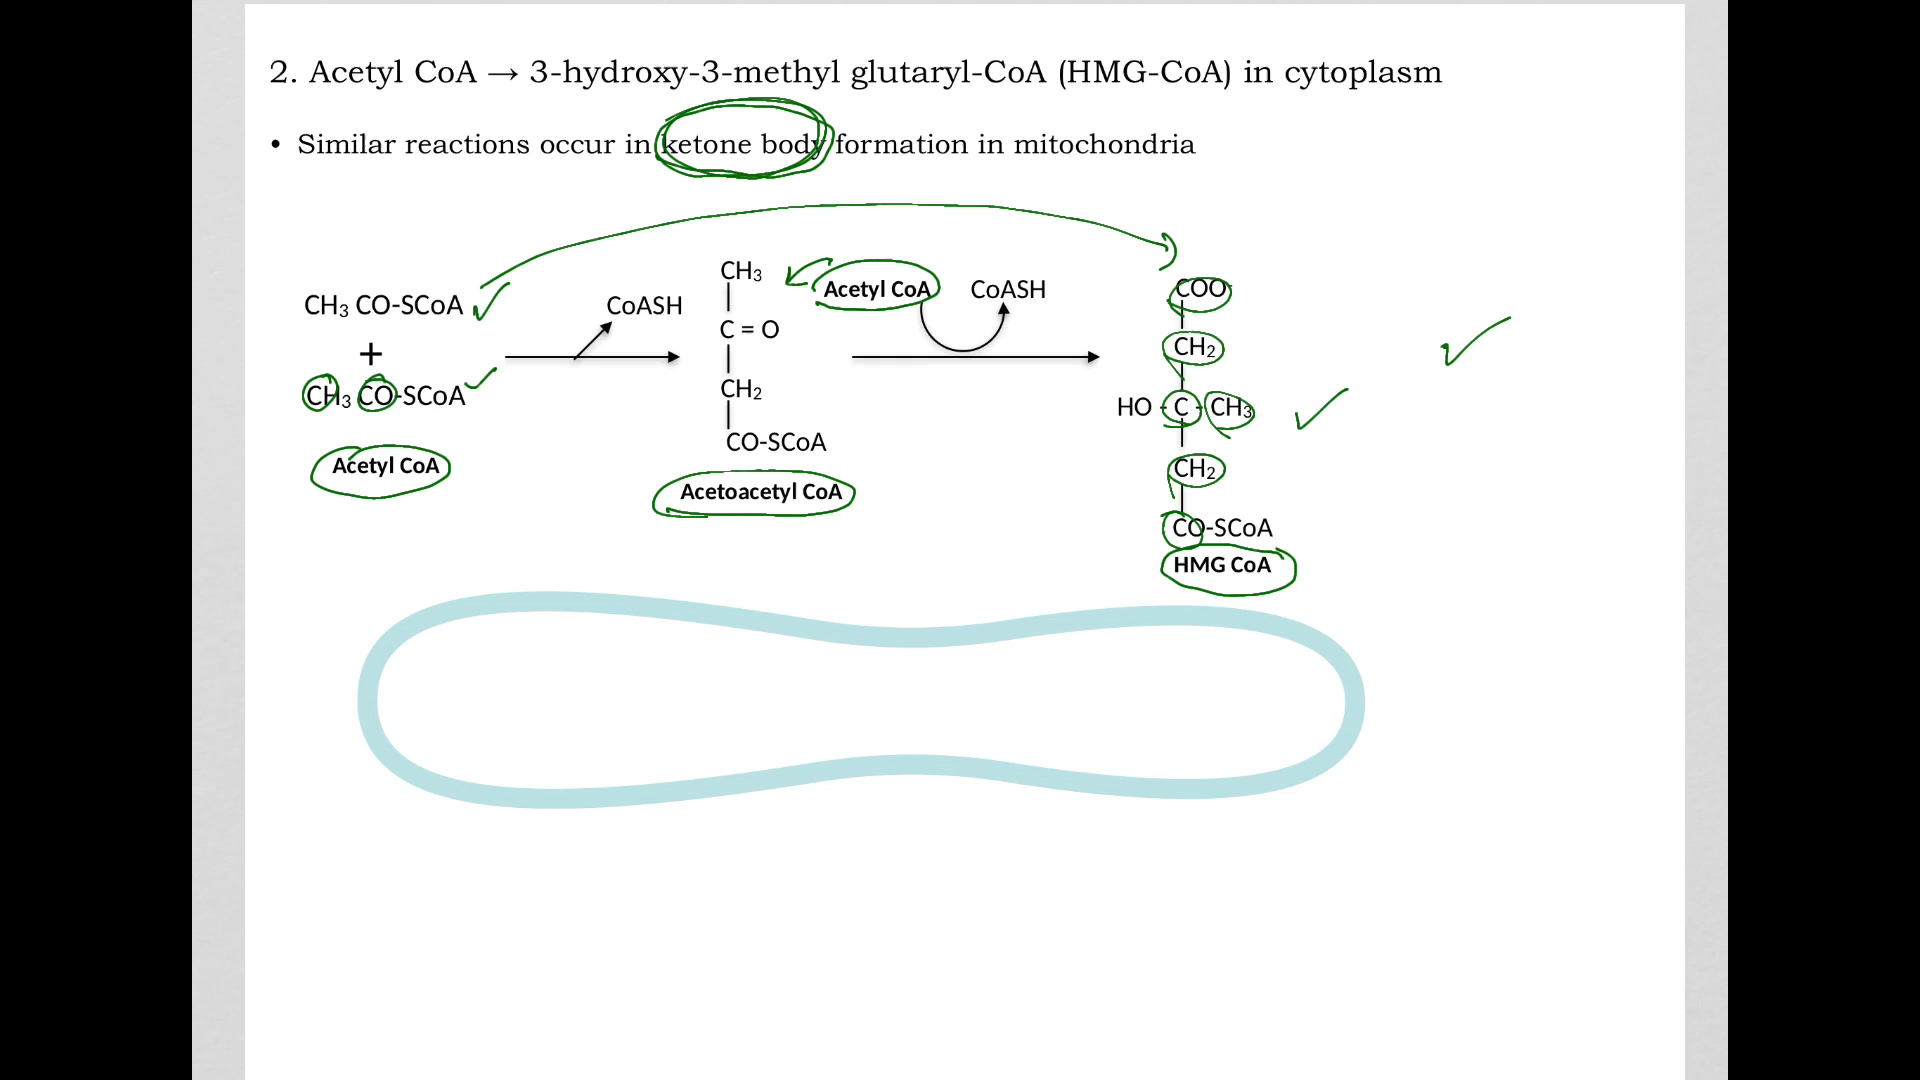 2. Acetyl CoA → 3-hydroxy-3-methyl glutaryl-CoA (HMG-CoA) in cytoplasm
• Similar reactions occur in ketone body formation in mitochondria
CH₃ CO-SCoA
+
CH₃ CO-SCoA
Acetyl CoA
CoASH
CH₃
C = O
CH₂
CO-SCoA
Acetoacetyl CoA
Acetyl CoA
CoASH
COO
CH₂
HO - C - CH₃
CH₂
CO-SCoA
HMG CoA